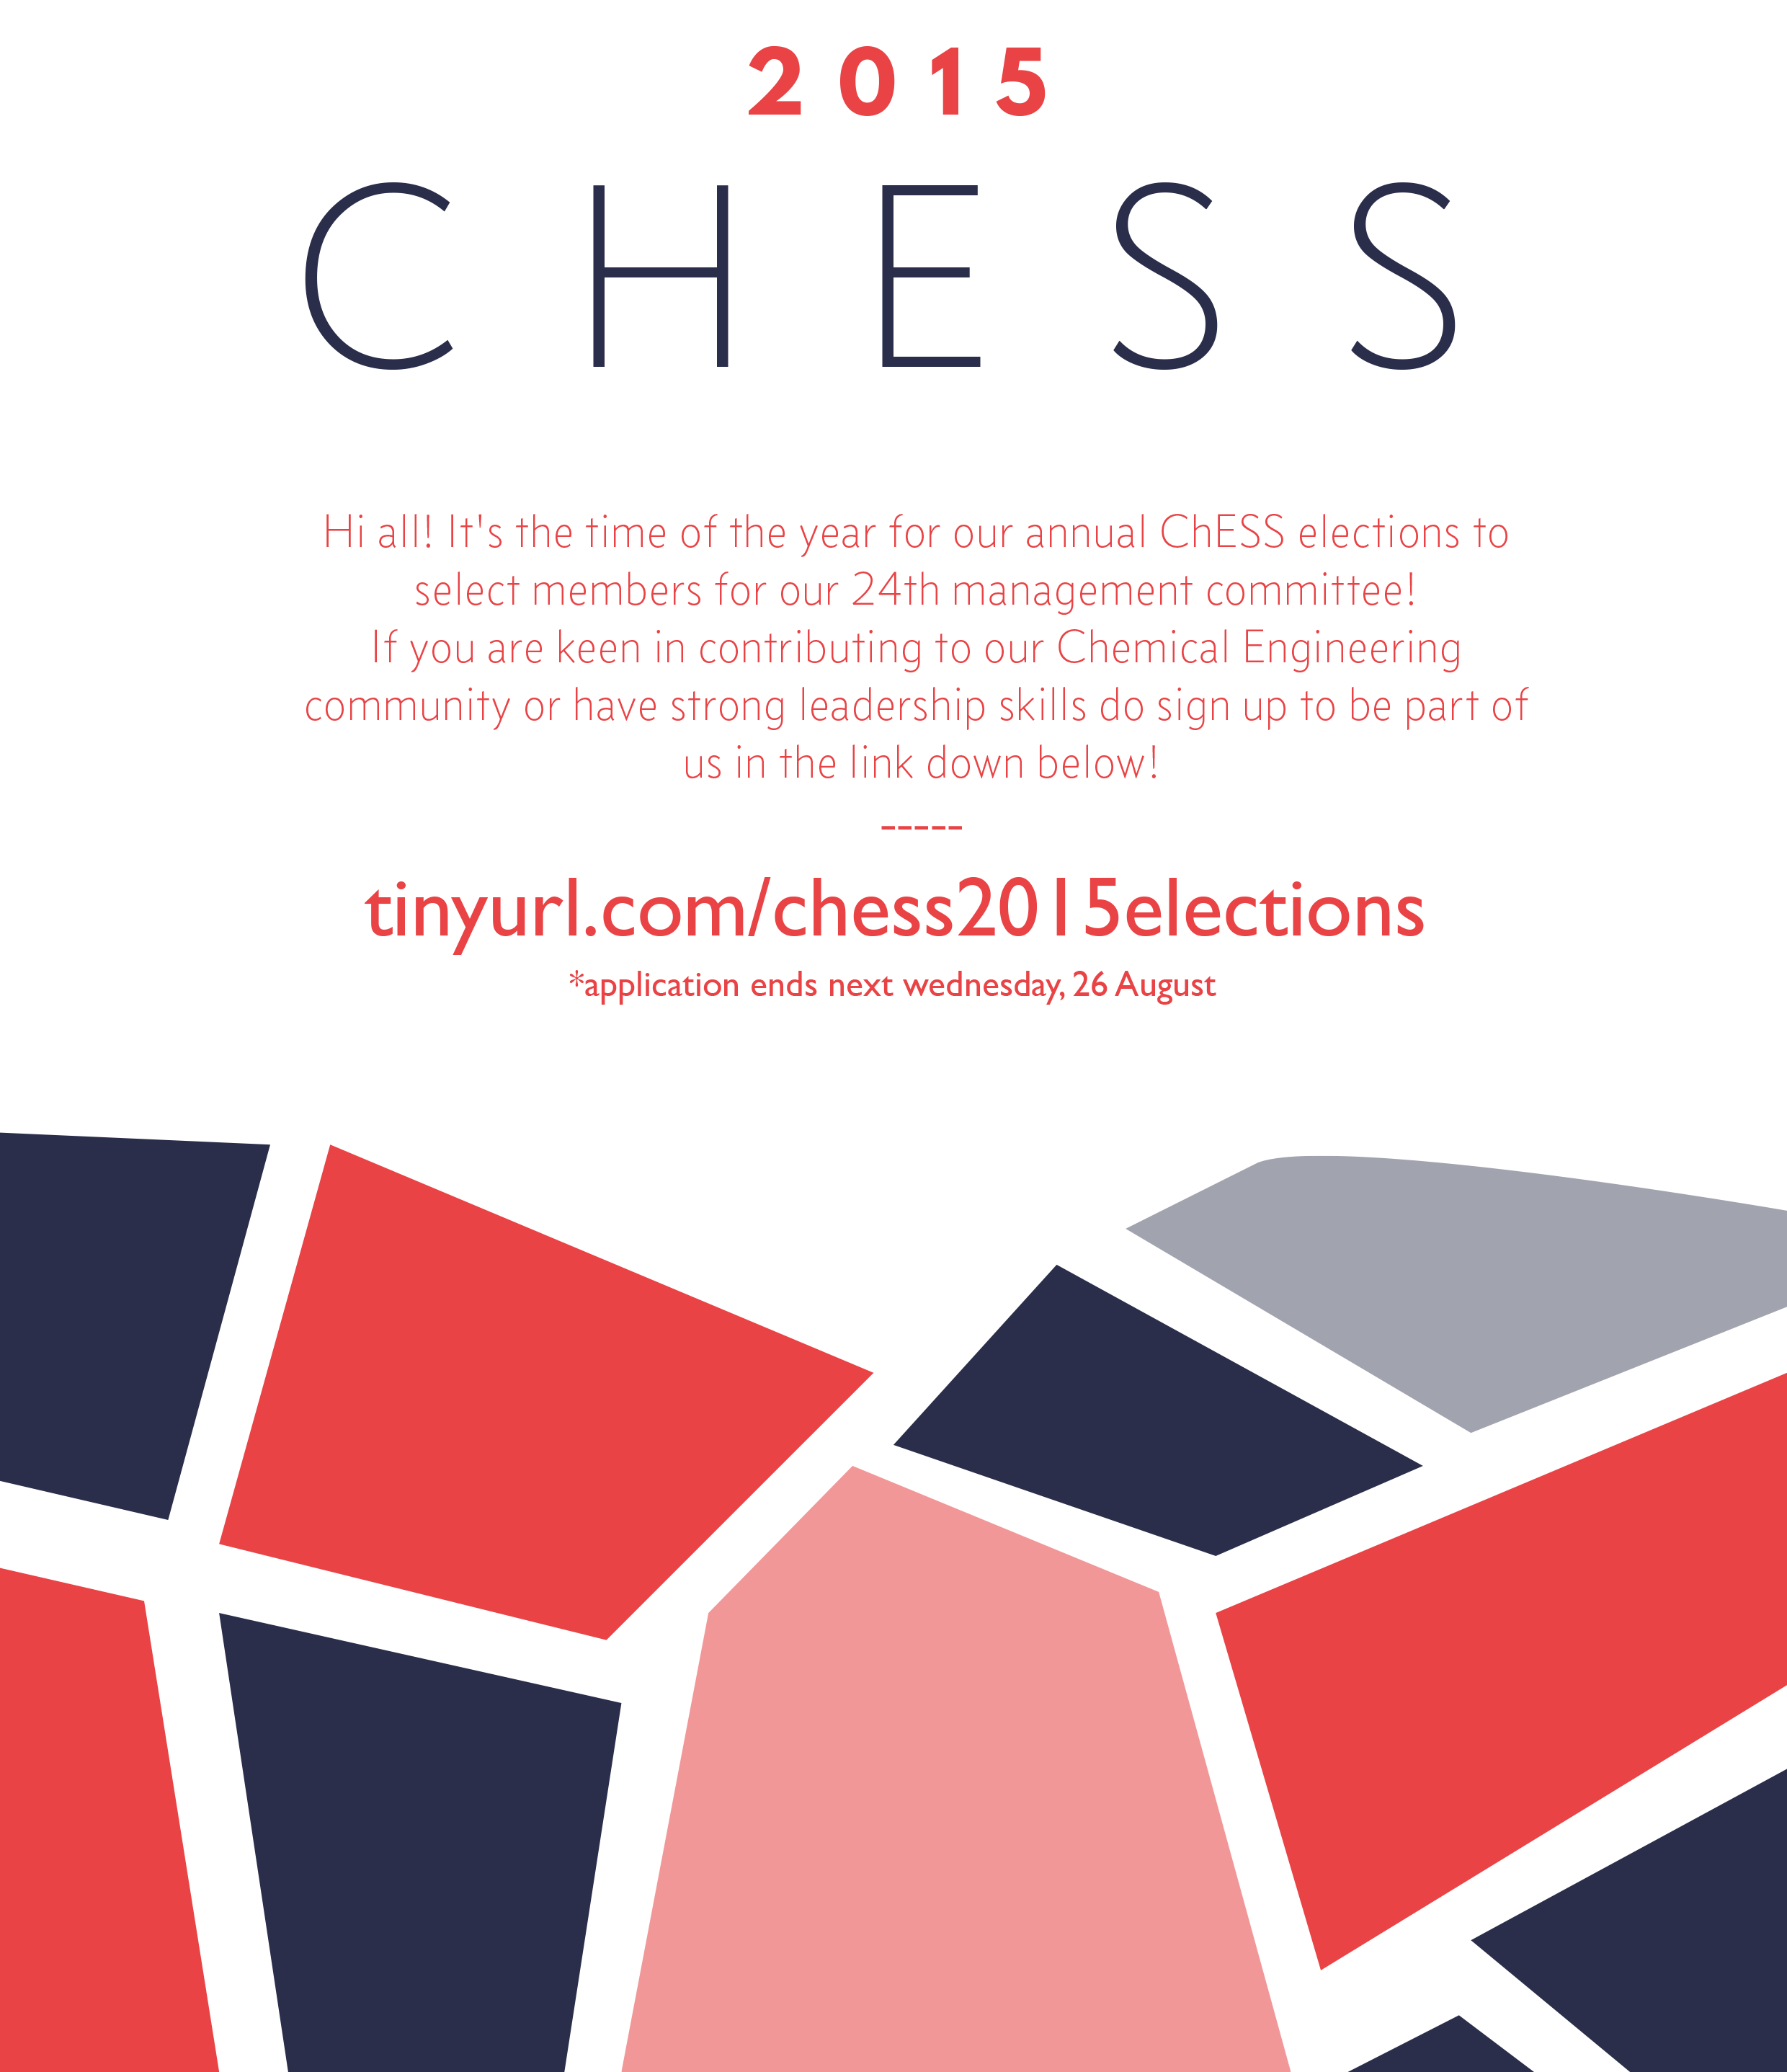 2015
CHESS
Hi all! It's the time of the year for our annual ChESS elections to
select members for our 24th management committee!
If you are keen in contributing to our Chemical Engineering
community or have strong leadership skills do sign up to be part of
us in the link down below!
-----
tinyurl.com/chess2015elections
*application ends next wednesday, 26 August